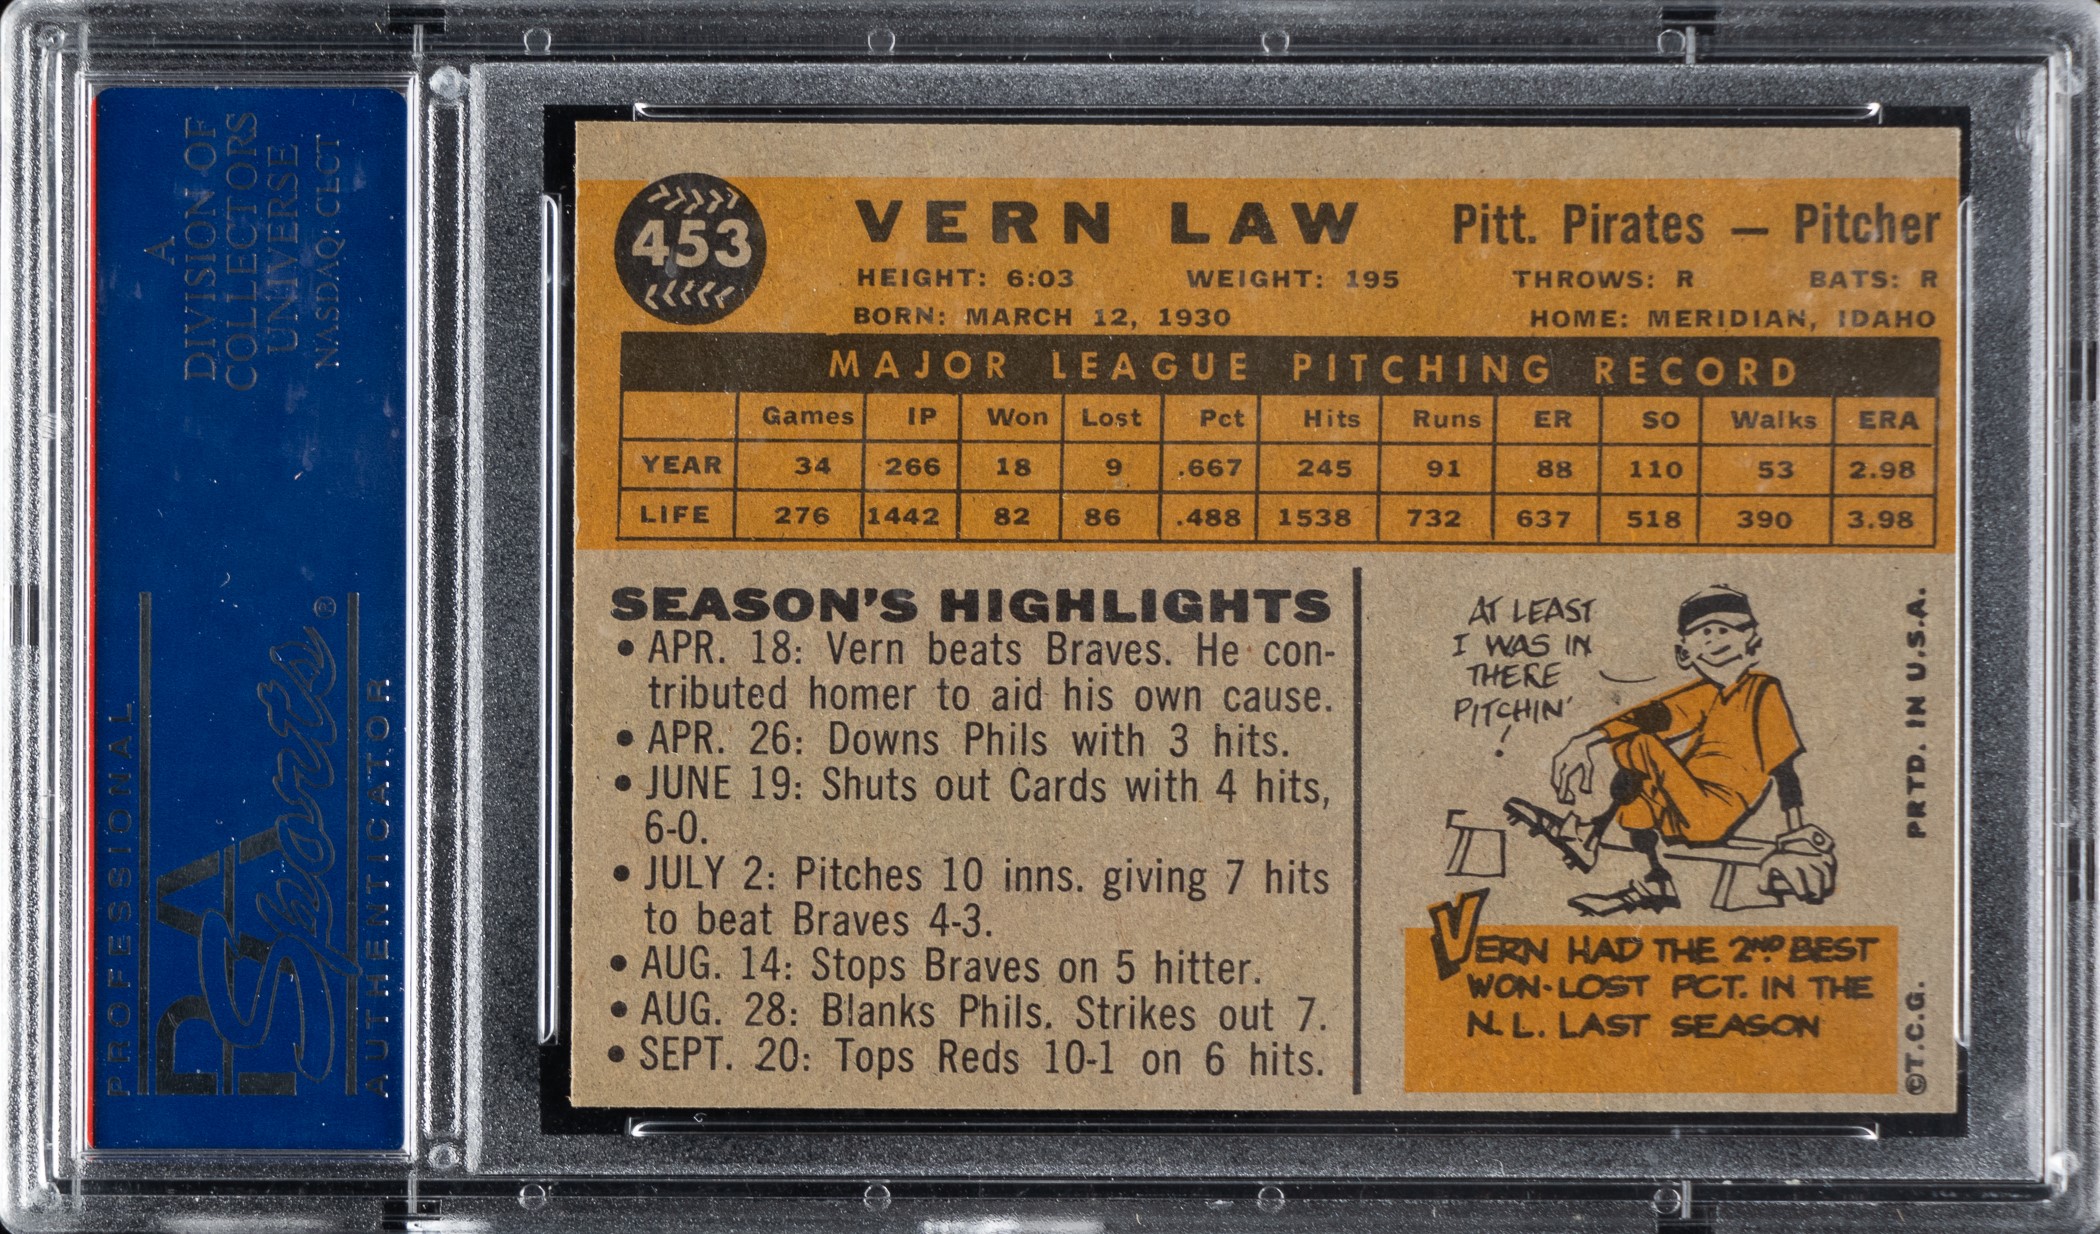 A
DIVISION OF
COLLECTORS
UNIVERSE
NASDAQ: CLCT
PROFESSIONAL
PSA
Sports®
AUTHENTICATOR
453
VERN LAW
Pitt. Pirates — Pitcher
HEIGHT: 6:03 WEIGHT: 195 THROWS: R BATS: R
BORN: MARCH 12, 1930 HOME: MERIDIAN, IDAHO
MAJOR LEAGUE PITCHING RECORD
Games IP Won Lost Pct Hits Runs ER SO Walks ERA
YEAR 34 266 18 9 .667 245 91 88 110 53 2.98
LIFE 276 1442 82 86 .488 1538 732 637 518 390 3.98
SEASON'S HIGHLIGHTS
• APR. 18: Vern beats Braves. He con-
tributed homer to aid his own cause.
• APR. 26: Downs Phils with 3 hits.
• JUNE 19: Shuts out Cards with 4 hits,
6-0.
• JULY 2: Pitches 10 inns. giving 7 hits
to beat Braves 4-3.
• AUG. 14: Stops Braves on 5 hitter.
• AUG. 28: Blanks Phils. Strikes out 7.
• SEPT. 20: Tops Reds 10-1 on 6 hits.
AT LEAST
I WAS IN
THERE
PITCHIN'
!
VERN HAD THE 2ND BEST
WON-LOST PCT. IN THE
N.L. LAST SEASON
©T.C.G. PRTD. IN U.S.A.